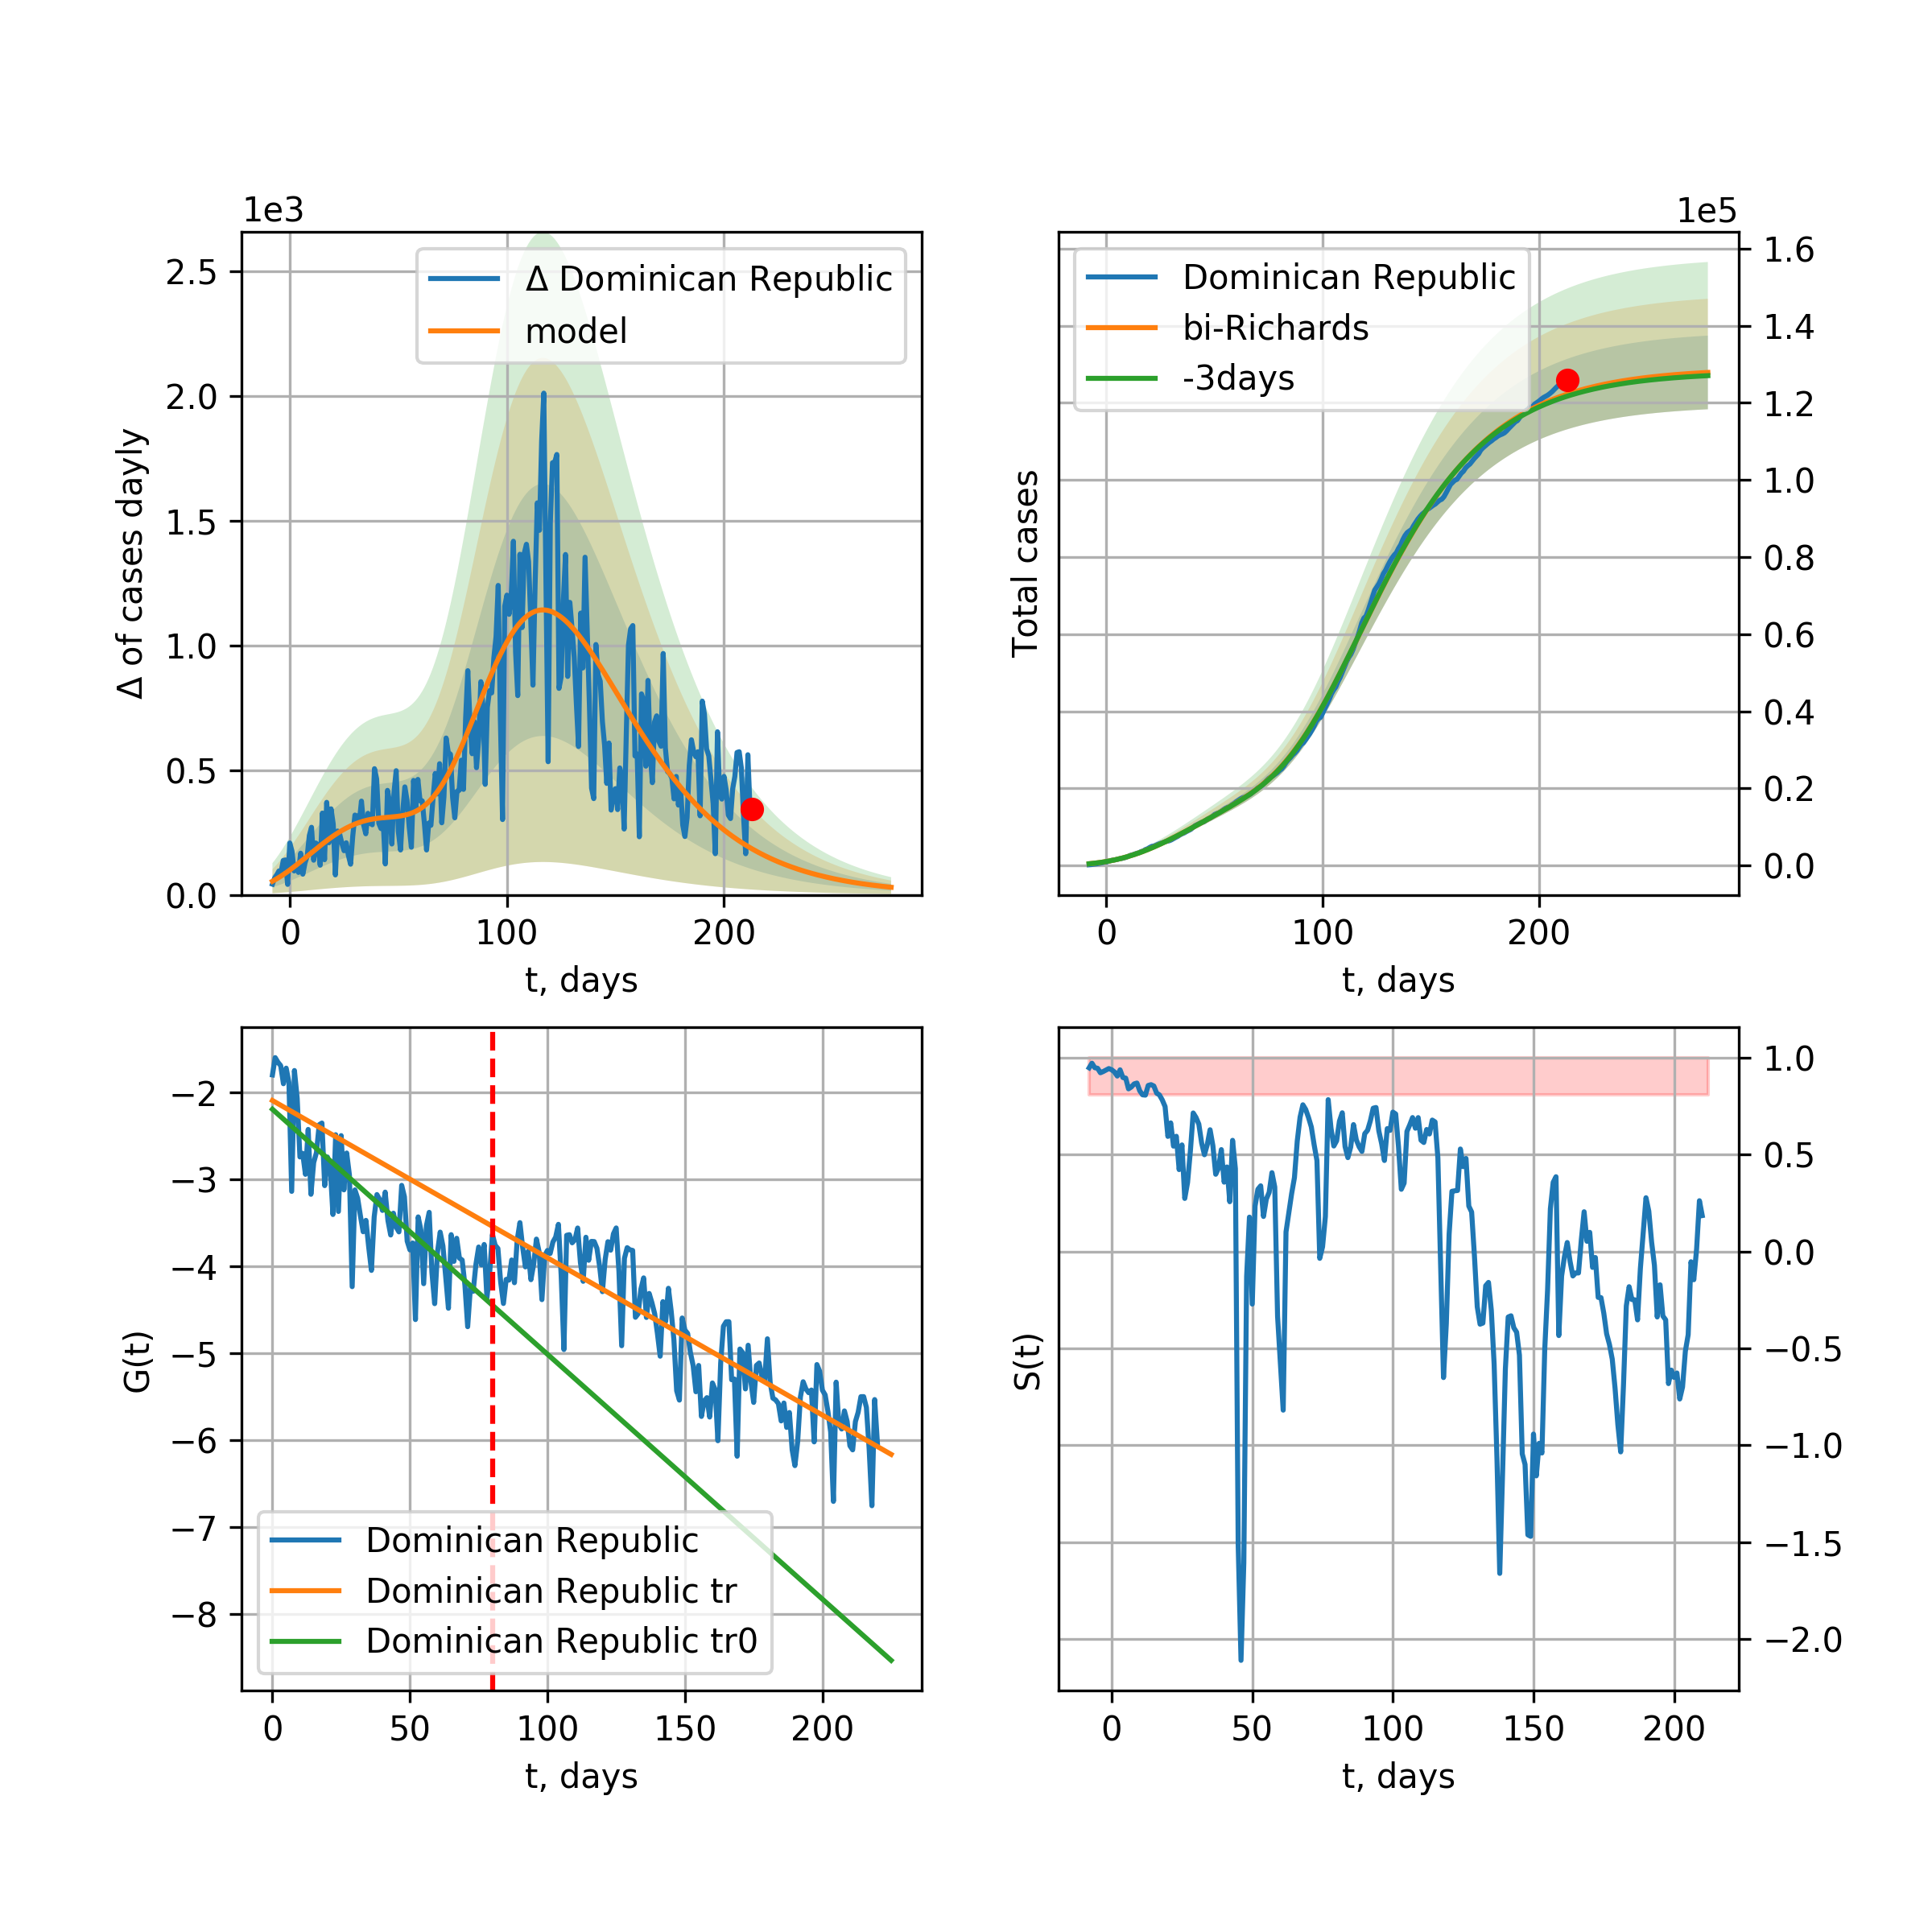 1e3
2.5
2.0
1.5
1.0
0.5
0.0
Δ of cases dayly
Δ Dominican Republic
model
0 100 200
t, days
1e5
1.6
1.4
1.2
1.0
0.8
0.6
0.4
0.2
0.0
Total cases
Dominican Republic
bi-Richards
-3days
0 100 200
t, days
−2
−3
−4
−5
−6
−7
−8
G(t)
Dominican Republic
Dominican Republic tr
Dominican Republic tr0
0 50 100 150 200
t, days
1.0
0.5
0.0
−0.5
−1.0
−1.5
−2.0
S(t)
0 50 100 150 200
t, days